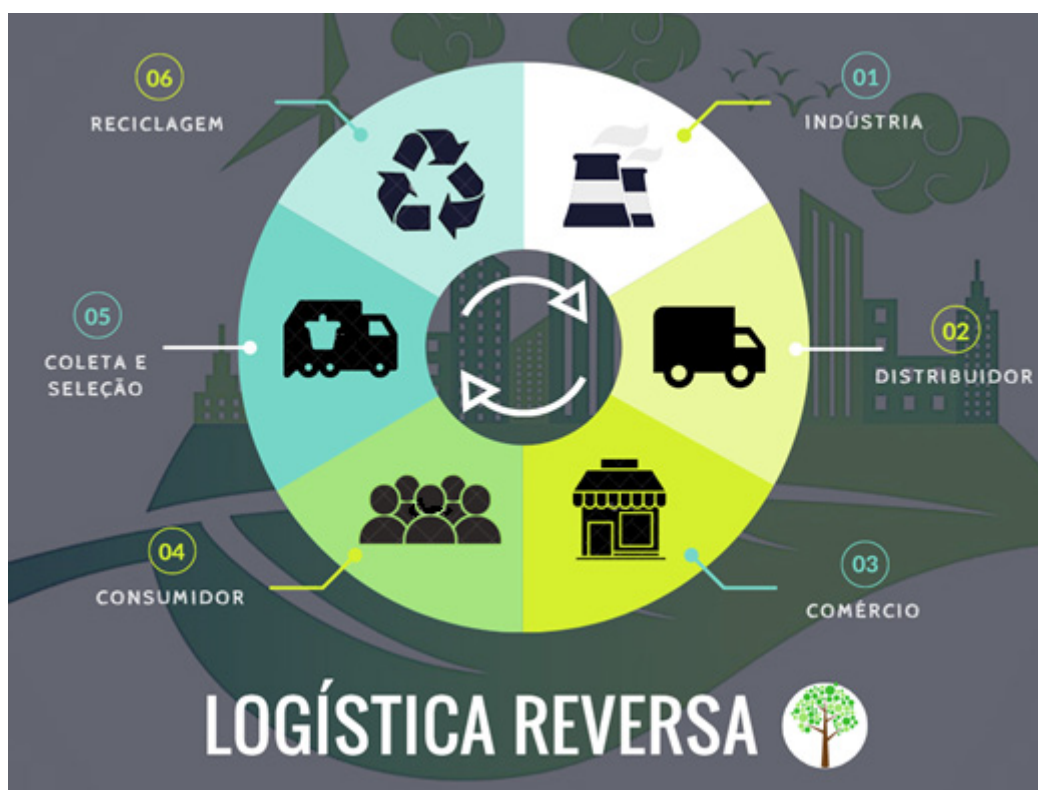 01
INDÚSTRIA
02
DISTRIBUIDOR
03
COMÉRCIO
04
CONSUMIDOR
05
COLETA E
SELEÇÃO
06
RECICLAGEM
LOGÍSTICA REVERSA